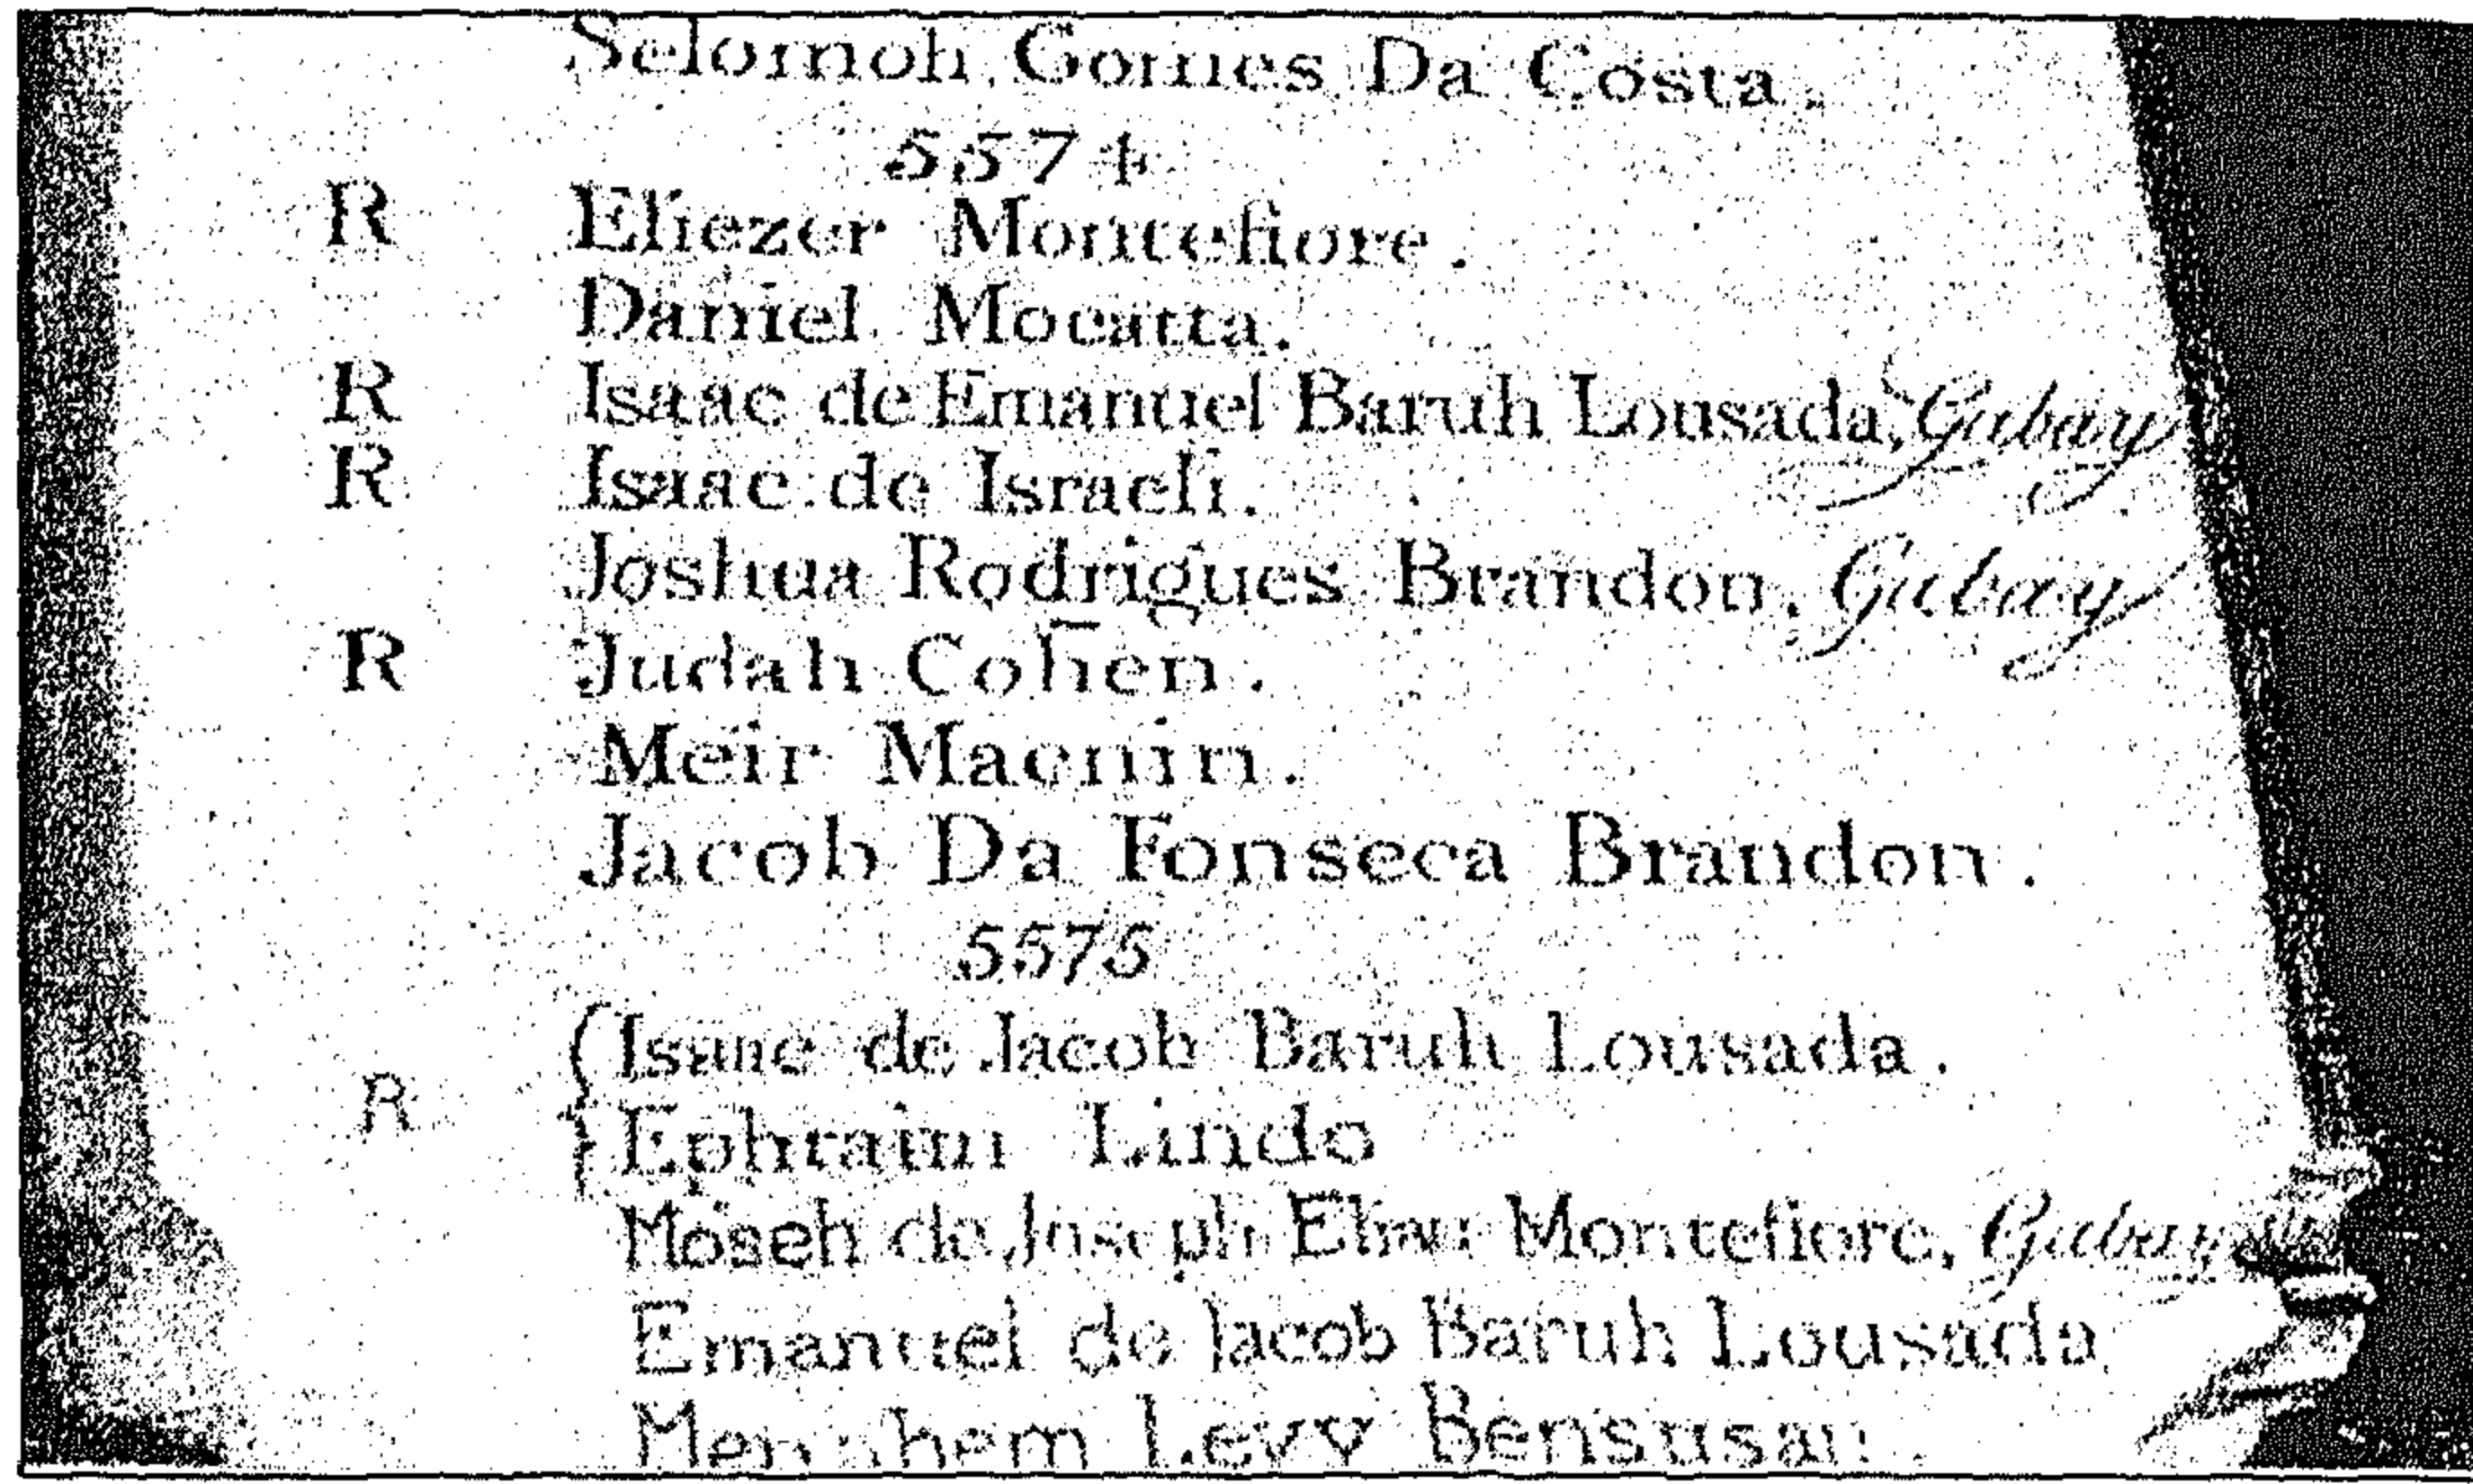 Selomoh Gomes Da Costa.
5574
R Eliezer Montefiore.
Daniel Mocatta.
R Isaac de Emanuel Baruh Lousada, Gabay
R Isaac de Israeli.
Joshua Rodrigues Brandon, Gabay
R Judah Cohen.
Meir Macnin.
Jacob Da Fonseca Brandon.
5575
Isaac de Jacob Baruh Lousada.
R Ephraim Lindo
Moseh de Joseph Eliau Montefiore, Gabay
Emanuel de Jacob Baruh Lousada
Menahem Levy Bensusan.